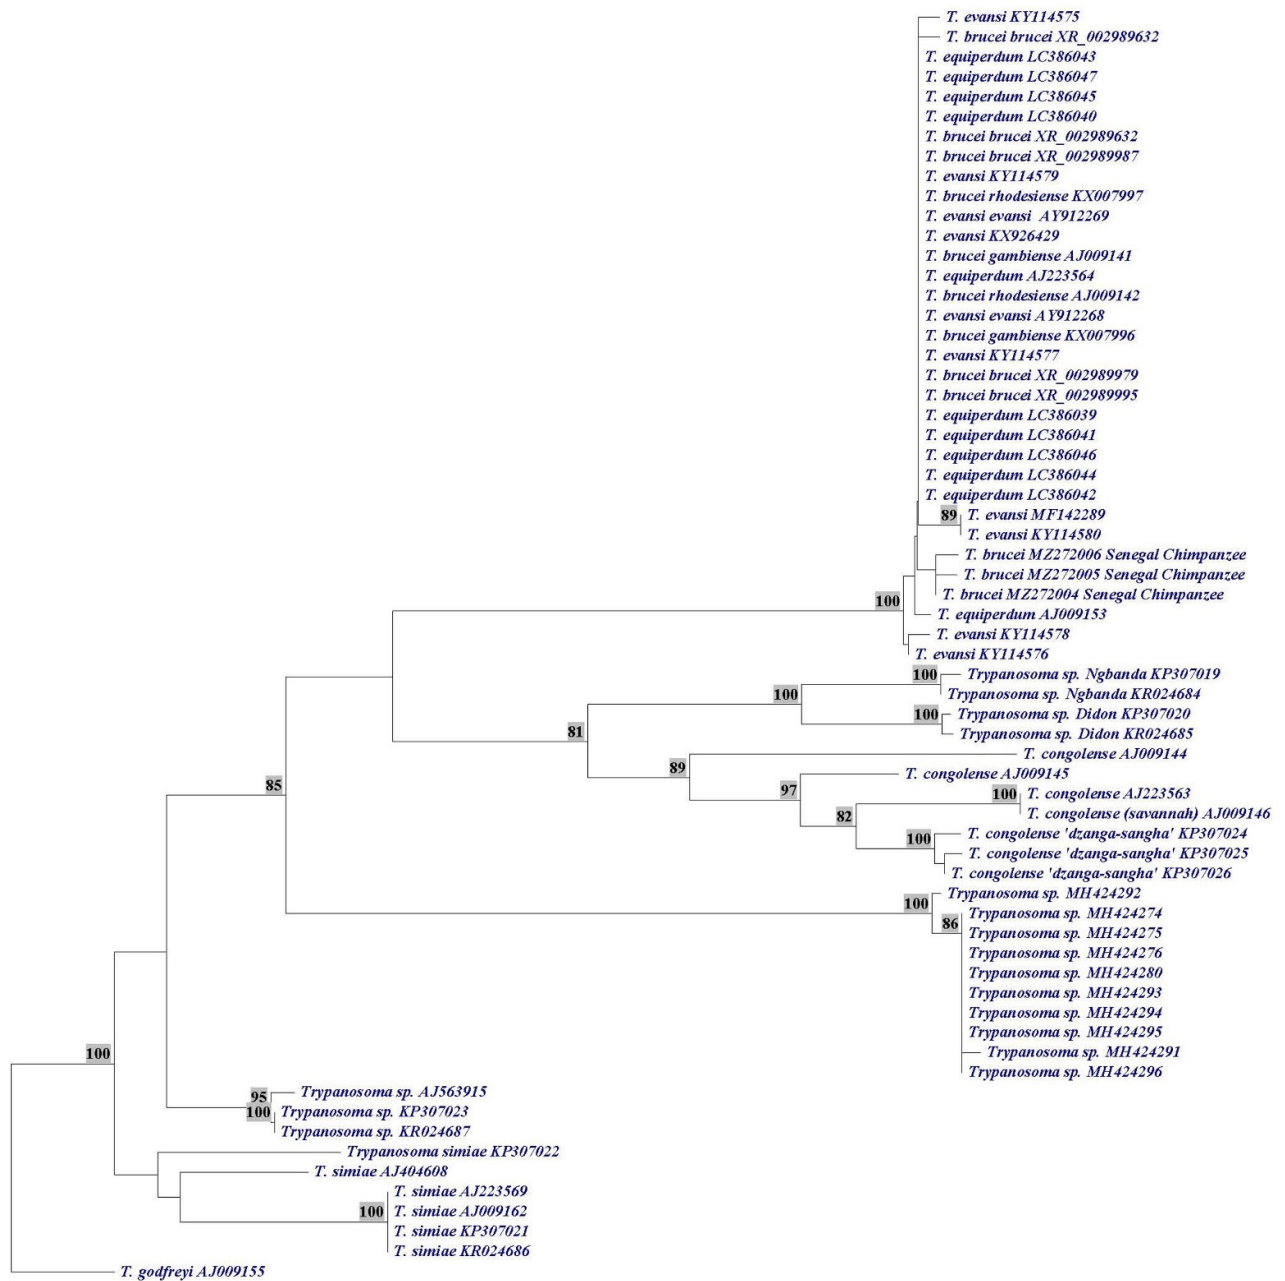 T. evansi KY114575
T. brucei brucei XR_002989632
T. equiperdum LC386043
T. equiperdum LC386047
T. equiperdum LC386045
T. equiperdum LC386040
T. brucei brucei XR_002989632
T. brucei brucei XR_002989987
T. evansi KY114579
T. brucei rhodesiense KX007997
T. evansi evansi AY912269
T. evansi KX926429
T. brucei gambiense AJ009141
T. equiperdum AJ223564
T. brucei rhodesiense AJ009142
T. evansi evansi AY912268
T. brucei gambiense KX007996
T. evansi KY114577
T. brucei brucei XR_002989979
T. brucei brucei XR_002989995
T. equiperdum LC386039
T. equiperdum LC386041
T. equiperdum LC386046
T. equiperdum LC386044
T. equiperdum LC386042
89 T. evansi MF142289
T. evansi KY114580
T. brucei MZ272006 Senegal Chimpanzee
T. brucei MZ272005 Senegal Chimpanzee
T. brucei MZ272004 Senegal Chimpanzee
100
T. equiperdum AJ009153
T. evansi KY114578
T. evansi KY114576
100 Trypanosoma sp. Ngbanda KP307019
100 Trypanosoma sp. Ngbanda KR024684
100 Trypanosoma sp. Didon KP307020
81 Trypanosoma sp. Didon KR024685
T. congolense AJ009144
89
T. congolense AJ009145
85 97 100 T. congolense AJ223563
82 T. congolense (savannah) AJ009146
100 T. congolense 'dzanga-sangha' KP307024
T. congolense 'dzanga-sangha' KP307025
T. congolense 'dzanga-sangha' KP307026
100 Trypanosoma sp. MH424292
86 Trypanosoma sp. MH424274
Trypanosoma sp. MH424275
Trypanosoma sp. MH424276
Trypanosoma sp. MH424280
Trypanosoma sp. MH424293
Trypanosoma sp. MH424294
Trypanosoma sp. MH424295
100 Trypanosoma sp. MH424291
Trypanosoma sp. MH424296
95 Trypanosoma sp. AJ563915
100 Trypanosoma sp. KP307023
Trypanosoma sp. KR024687
Trypanosoma simiae KP307022
T. simiae AJ404608
T. simiae AJ223569
100 T. simiae AJ009162
T. simiae KP307021
T. simiae KR024686
T. godfreyi AJ009155